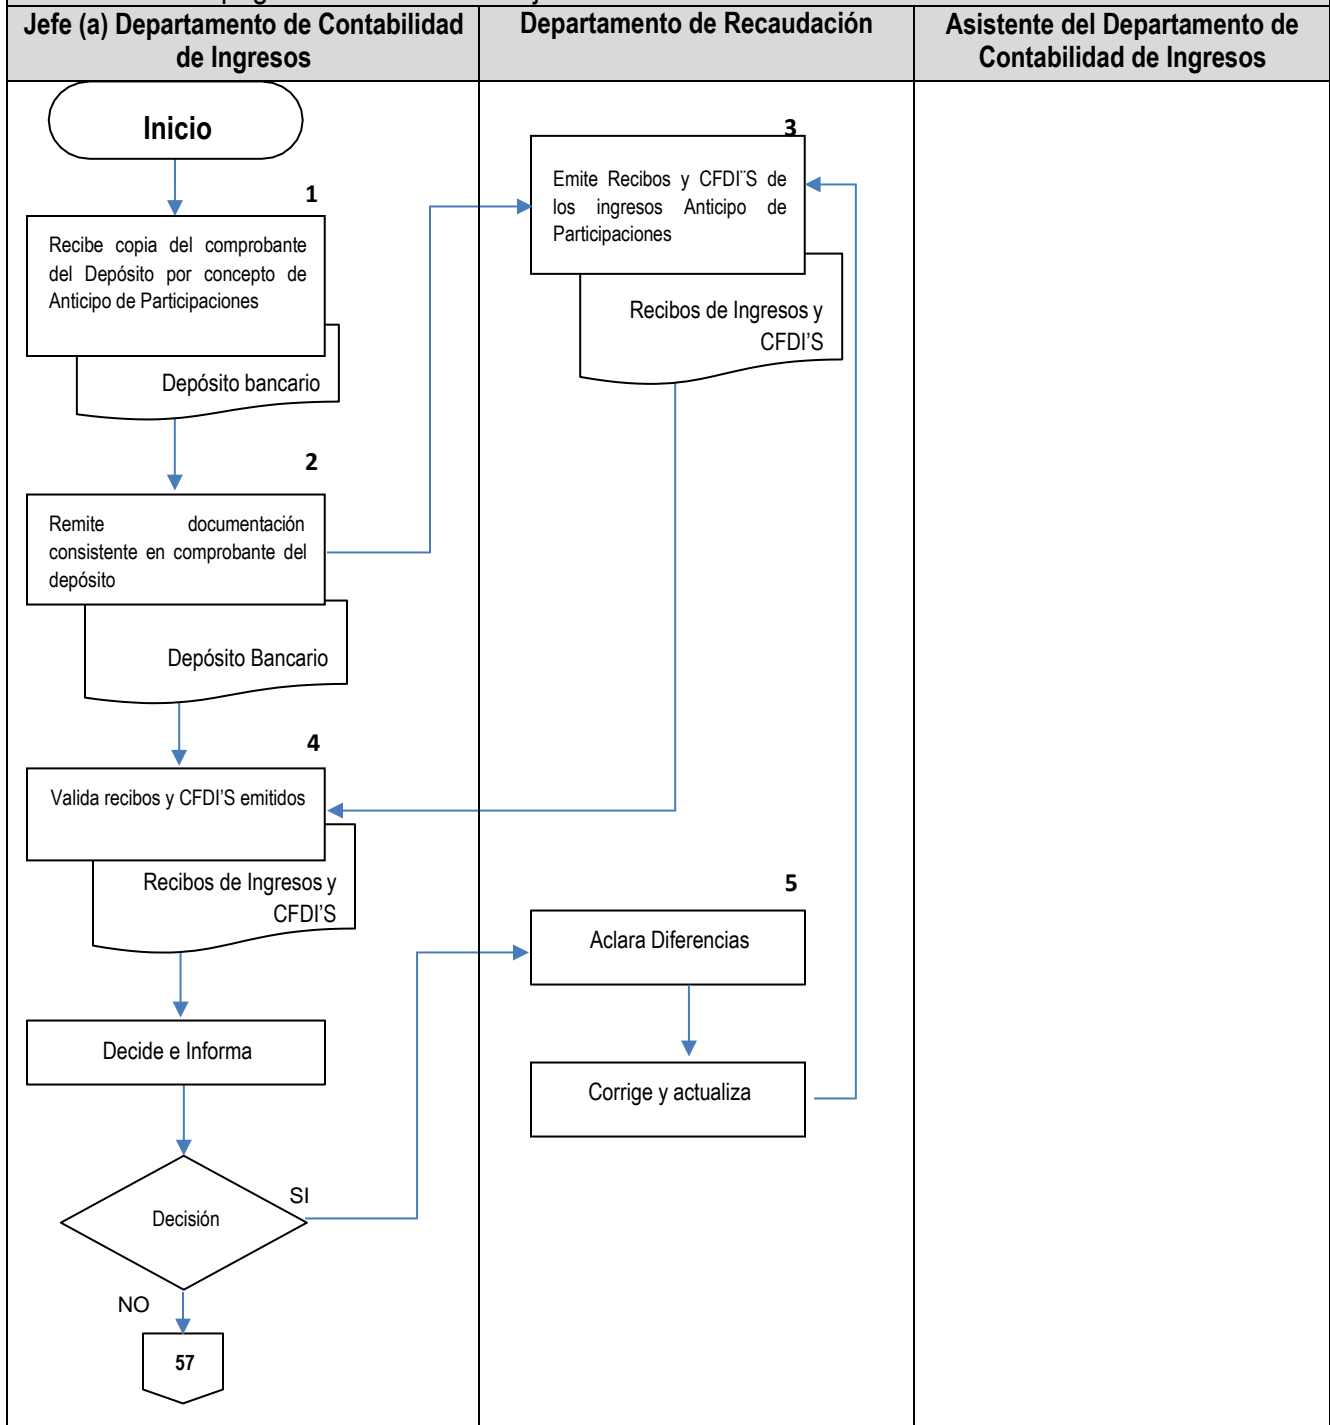 Jefe (a) Departamento de Contabilidad
de Ingresos
Departamento de Recaudación
Asistente del Departamento de
Contabilidad de Ingresos
Inicio
1
Recibe copia del comprobante
del Depósito por concepto de
Anticipo de Participaciones
Depósito bancario
2
Remite documentación
consistente en comprobante del
depósito
Depósito Bancario
3
Emite Recibos y CFDI¨S de
los ingresos Anticipo de
Participaciones
Recibos de Ingresos y
CFDI'S
4
Valida recibos y CFDI'S emitidos
Recibos de Ingresos y
CFDI'S
Decide e Informa
5
Aclara Diferencias
Corrige y actualiza
Decisión
SI
NO
57